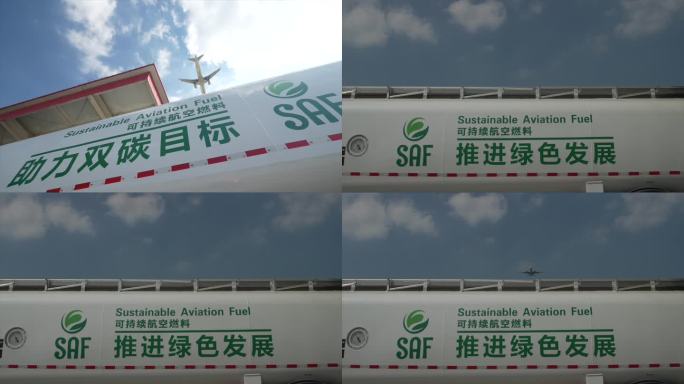 Sustainable Aviation Fuel
可持续航空燃料
助力双碳目标
SAF
Sustainable Aviation Fuel
可持续航空燃料
SAF
推进绿色发展
Sustainable Aviation Fuel
可持续航空燃料
SAF
推进绿色发展
Sustainable Aviation Fuel
可持续航空燃料
SAF
推进绿色发展